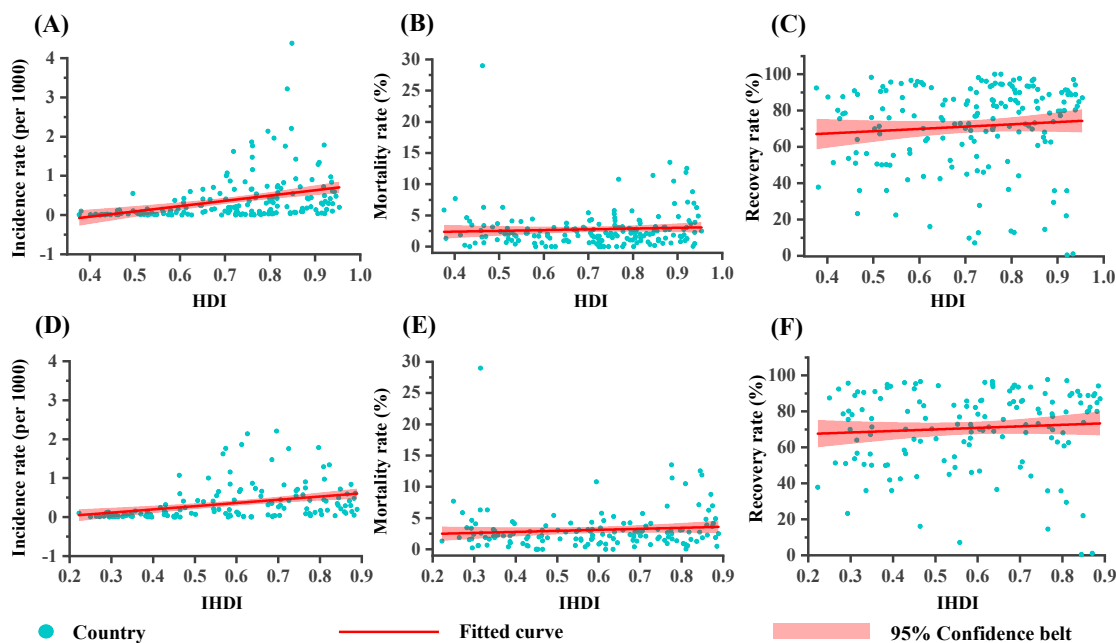 (A)
Incidence rate (per 1000)
4
3
2
1
0
-1
0.4 0.5 0.6 0.7 0.8 0.9 1.0
HDI
(B)
Mortality rate (%)
30
25
20
15
10
5
0
0.4 0.5 0.6 0.7 0.8 0.9 1.0
HDI
(C)
Recovery rate (%)
100
80
60
40
20
0
0.4 0.5 0.6 0.7 0.8 0.9 1.0
HDI
(D)
Incidence rate (per 1000)
4
3
2
1
0
-1
0.2 0.3 0.4 0.5 0.6 0.7 0.8 0.9
IHDI
(E)
Mortality rate (%)
30
25
20
15
10
5
0
0.2 0.3 0.4 0.5 0.6 0.7 0.8 0.9
IHDI
(F)
Recovery rate (%)
100
80
60
40
20
0
0.2 0.3 0.4 0.5 0.6 0.7 0.8 0.9
IHDI
Country Fitted curve 95% Confidence belt